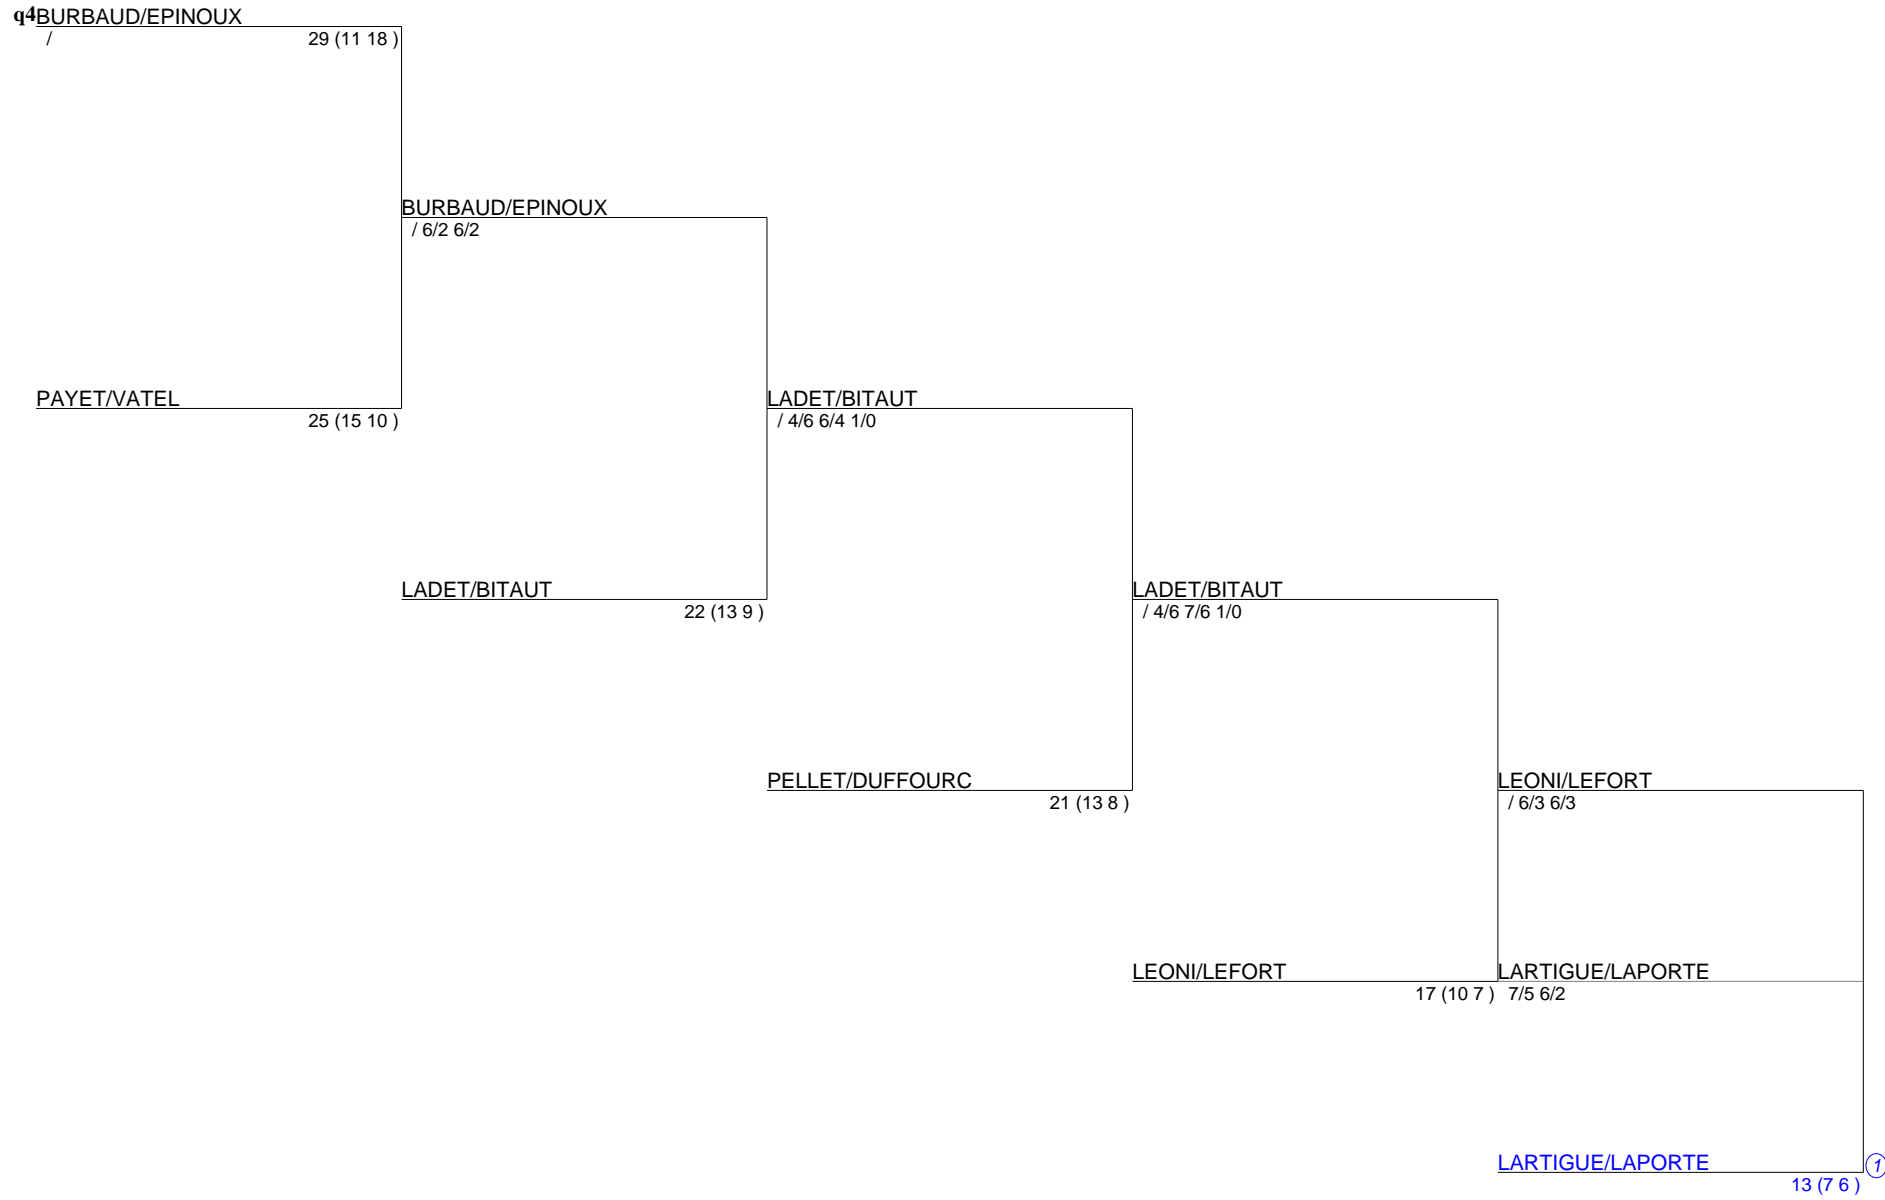 q4 BURBAUD/EPINOUX
/ 29 (11 18 )
BURBAUD/EPINOUX
/ 6/2 6/2
PAYET/VATEL
25 (15 10 )
LADET/BITAUT
/ 4/6 6/4 1/0
LADET/BITAUT
22 (13 9 )
LADET/BITAUT
/ 4/6 7/6 1/0
PELLET/DUFFOURC
21 (13 8 )
LEONI/LEFORT
/ 6/3 6/3
LEONI/LEFORT
17 (10 7 )
LARTIGUE/LAPORTE
7/5 6/2
LARTIGUE/LAPORTE 1
13 (7 6 )